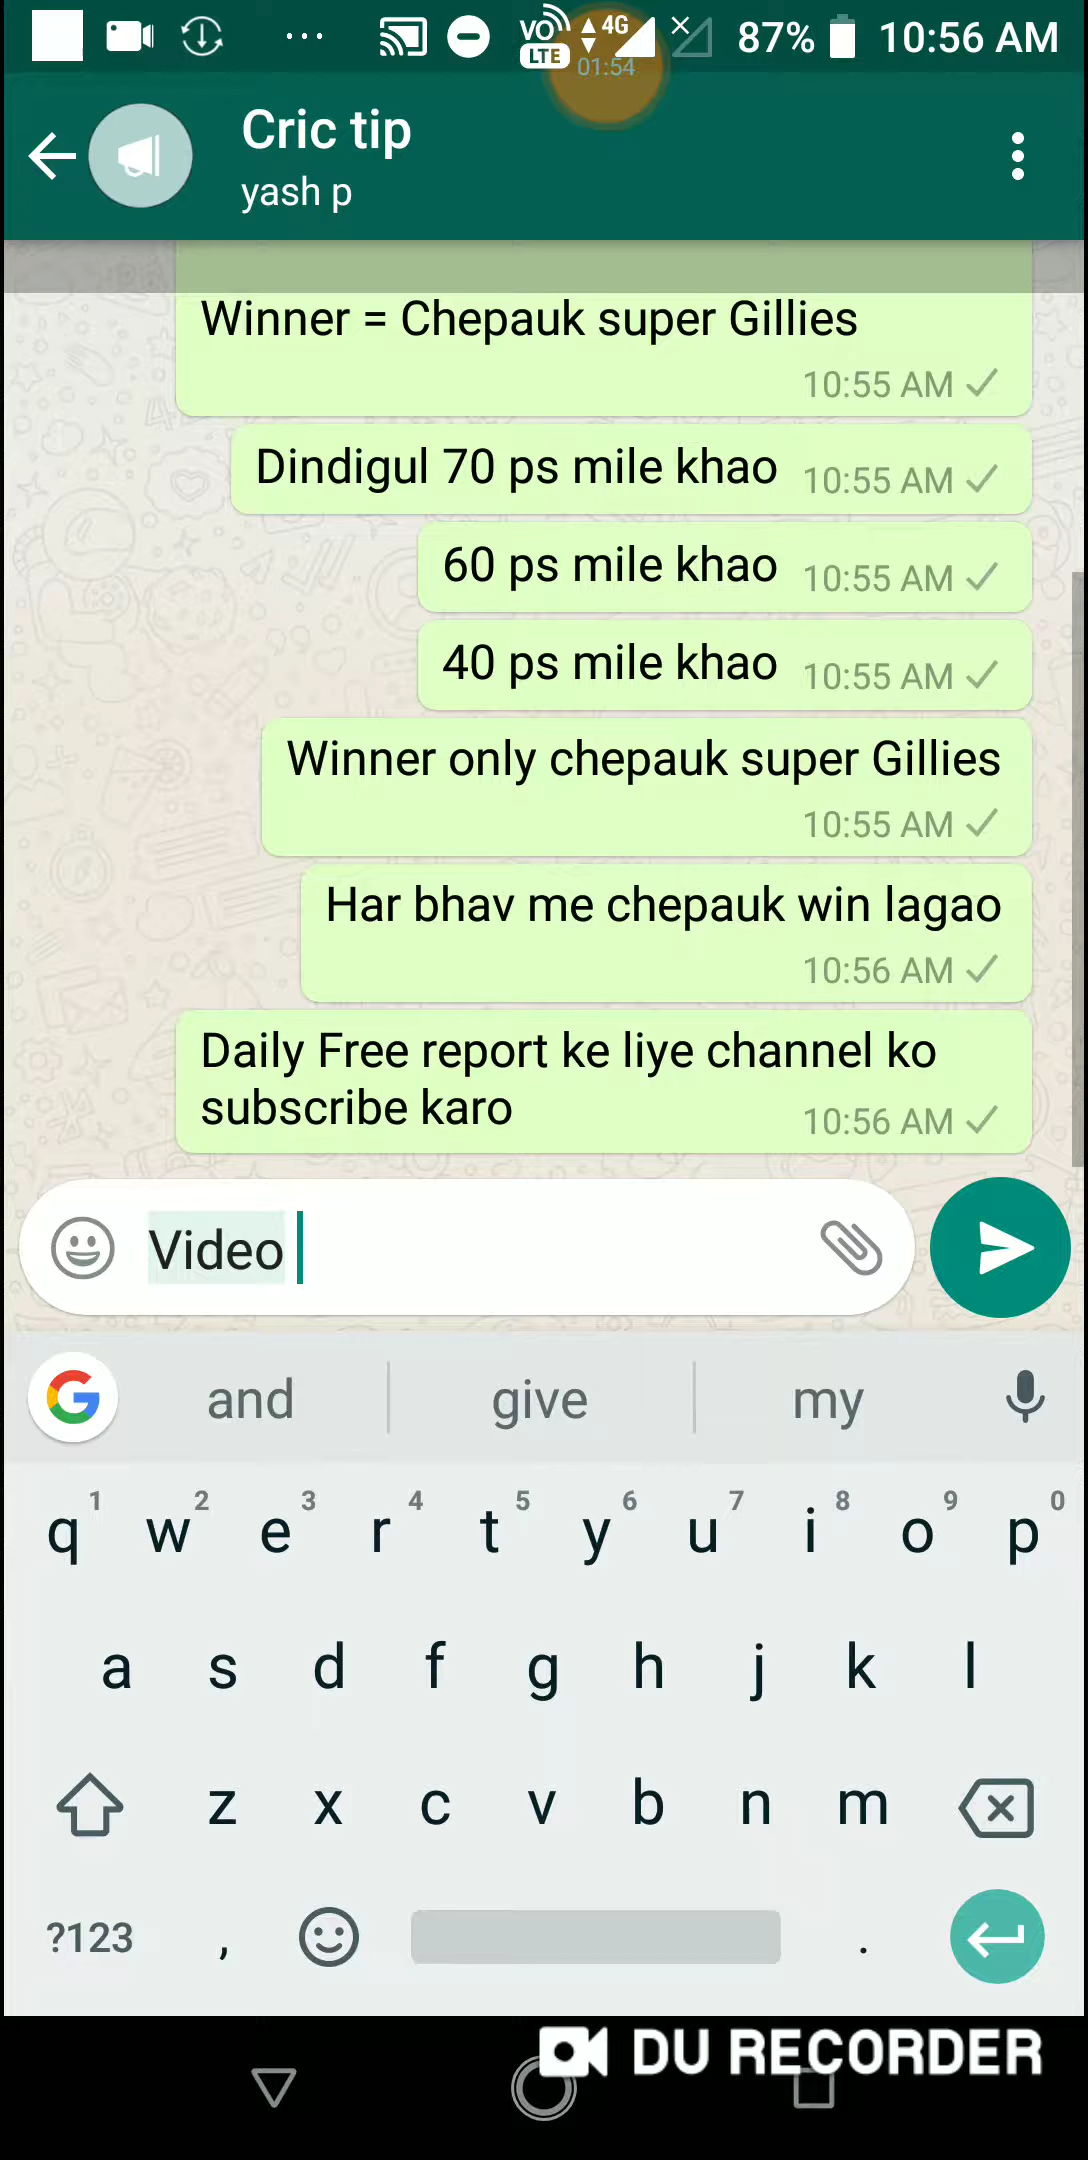 VO LTE 4G 87% 10:56 AM
01:54
Cric tip
yash p
Winner = Chepauk super Gillies
10:55 AM
Dindigul 70 ps mile khao 10:55 AM
60 ps mile khao 10:55 AM
40 ps mile khao 10:55 AM
Winner only chepauk super Gillies
10:55 AM
Har bhav me chepauk win lagao
10:56 AM
Daily Free report ke liye channel ko
subscribe karo 10:56 AM
Video
G and give my
1 2 3 4 5 6 7 8 9 0
q w e r t y u i o p
a s d f g h j k l
z x c v b n m
?123 , .
DU RECORDER